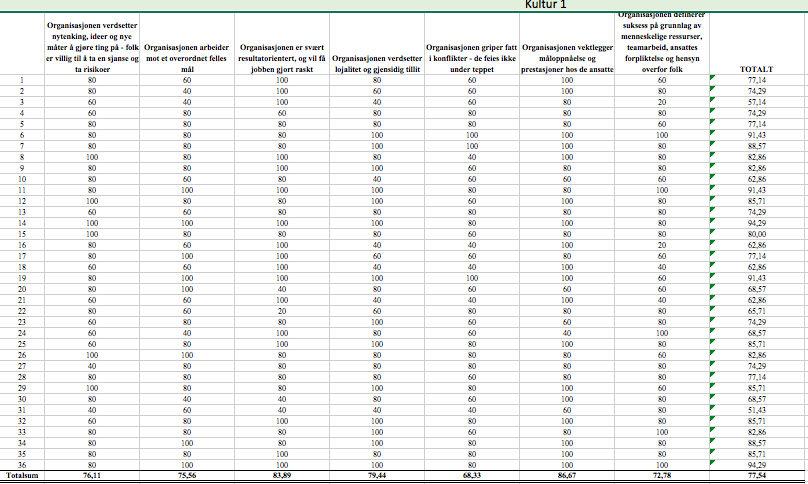 Kultur 1
Organisasjonen verdsetter
nytenking, ideer og nye
måter å gjøre ting på - folk
er villig til å ta en sjanse og
ta risikoer
Organisasjonen arbeider
mot et overordnet felles
mål
Organisasjonen er svært
resultatorientert, og vil få
jobben gjort raskt
Organisasjonen verdsetter
lojalitet og gjensidig tillit
Organisasjonen griper fatt
i konflikter - de feies ikke
under teppet
Organisasjonen vektlegger
måloppnåelse og
prestasjoner hos de ansatte
Organisasjonen definerer
suksess på grunnlag av
menneskelige ressurser,
teamarbeid, ansattes
forpliktelse og hensyn
overfor folk
TOTALT
1 80 60 100 80 60 100 60 77,14
2 80 40 100 60 60 100 80 74,29
3 60 40 100 40 60 80 20 57,14
4 80 60 60 80 80 80 80 74,29
5 80 80 80 80 80 80 60 77,14
6 80 80 80 100 100 100 100 91,43
7 80 80 80 100 100 100 80 88,57
8 100 80 100 80 40 100 80 82,86
9 80 80 100 100 60 80 80 82,86
10 80 60 80 40 60 60 60 62,86
11 80 100 100 100 80 80 100 91,43
12 100 80 80 100 60 100 80 85,71
13 60 60 80 80 80 80 80 74,29
14 100 100 100 100 80 100 80 94,29
15 100 80 80 80 60 80 80 80,00
16 80 60 100 40 40 100 20 62,86
17 80 100 100 60 60 80 60 77,14
18 60 60 100 40 40 100 40 62,86
19 80 100 100 100 100 100 60 91,43
20 80 100 40 80 60 60 60 68,57
21 60 60 100 40 40 100 40 62,86
22 80 60 20 60 80 80 80 65,71
23 80 80 80 100 60 60 60 74,29
24 60 40 100 80 60 40 100 68,57
25 60 80 100 100 80 100 80 85,71
26 100 100 80 80 80 80 60 82,86
27 40 80 80 80 80 80 80 74,29
28 80 80 80 80 60 80 80 77,14
29 100 80 80 100 80 100 60 85,71
30 80 40 40 80 60 100 80 68,57
31 40 60 40 40 40 60 80 51,43
32 60 80 100 100 80 100 80 85,71
33 80 80 80 100 60 80 100 82,86
34 80 100 80 100 80 100 80 88,57
35 80 80 80 100 80 100 80 85,71
36 80 100 100 100 80 100 100 94,29
Totalsum 76,11 75,56 83,89 79,44 68,33 86,67 72,78 77,54